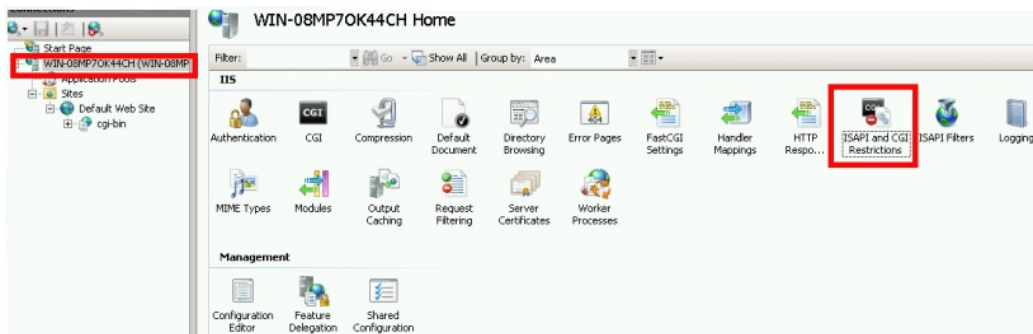 Connections
WIN-08MP7OK44CH Home
Start Page
WIN-08MP7OK44CH (WIN-08MP
Application Pools
Sites
Default Web Site
cgi-bin
Filter: Go Show All Group by: Area
IIS
Authentication CGI Compression Default Document Directory Browsing Error Pages FastCGI Settings Handler Mappings HTTP Respo... ISAPI and CGI Restrictions ISAPI Filters Logging
MIME Types Modules Output Caching Request Filtering Server Certificates Worker Processes
Management
Configuration Editor Feature Delegation Shared Configuration